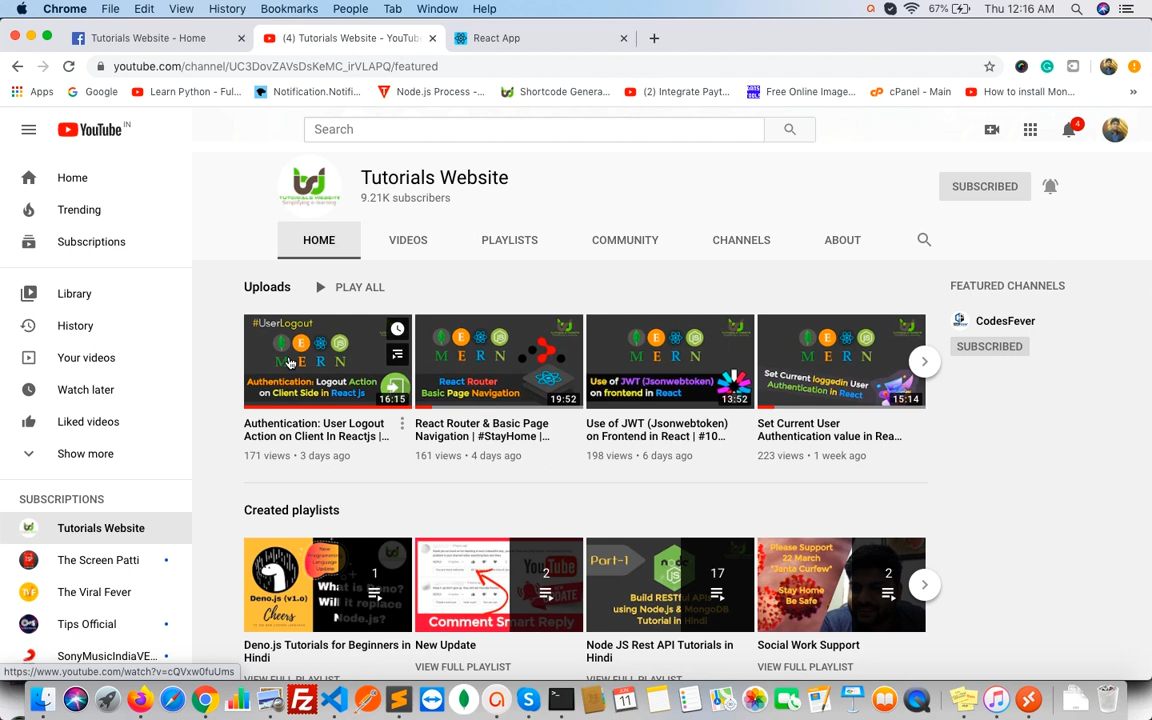 Chrome File Edit View History Bookmarks People Tab Window Help 67% Thu 12:16 AM
Tutorials Website - Home (4) Tutorials Website - YouTub React App
youtube.com/channel/UC3DovZAVsDsKeMC_irVLAPQ/featured
Apps Google Learn Python - Ful... Notification.Notifi... Node.js Process -... Shortcode Genera... (2) Integrate Payt... Free Online Image... cPanel - Main How to install Mon... »
YouTube IN Search 4
Home
Trending
Subscriptions
Library
History
Your videos
Watch later
Liked videos
Show more
SUBSCRIPTIONS
Tutorials Website
The Screen Patti
The Viral Fever
Tips Official
SonyMusicIndiaVE...
https://www.youtube.com/watch?v=cQVxw0fuUms
Tutorials Website
9.21K subscribers
SUBSCRIBED
HOME VIDEOS PLAYLISTS COMMUNITY CHANNELS ABOUT
Uploads PLAY ALL
#UserLogout
M E R N
Authentication: Logout Action
on Client Side in React js
16:15
M E R N
React Router
Basic Page Navigation
19:52
M E R N
Use of JWT (Jsonwebtoken)
on frontend in React
13:52
M E R N
Set Current loggedin User
Authentication in React
15:14
Authentication: User Logout
Action on Client In Reactjs |...
171 views • 3 days ago
React Router & Basic Page
Navigation | #StayHome |...
161 views • 4 days ago
Use of JWT (Jsonwebtoken)
on Frontend in React | #10...
198 views • 6 days ago
Set Current User
Authentication value in Rea...
223 views • 1 week ago
FEATURED CHANNELS
CodesFever
SUBSCRIBED
Created playlists
Deno.js (v1.0)
Cheers
1
Comment Smart Reply
2
Part-1
Build RESTful API
using Node.js & MongoDB
Tutorial in Hindi
17
Please Support
22 March
"Janta Curfew"
Stay Home
Be Safe
2
Deno.js Tutorials for Beginners in
Hindi
VIEW FULL PLAYLIST
New Update
VIEW FULL PLAYLIST
Node JS Rest API Tutorials in
Hindi
VIEW FULL PLAYLIST
Social Work Support
VIEW FULL PLAYLIST